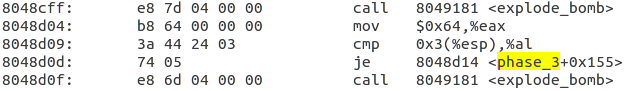 8048cff: e8 7d 04 00 00 call 8049181 <explode_bomb>
8048d04: b8 64 00 00 00 mov $0x64,%eax
8048d09: 3a 44 24 03 cmp 0x3(%esp),%al
8048d0d: 74 05 je 8048d14 <phase_3+0x155>
8048d0f: e8 6d 04 00 00 call 8049181 <explode_bomb>